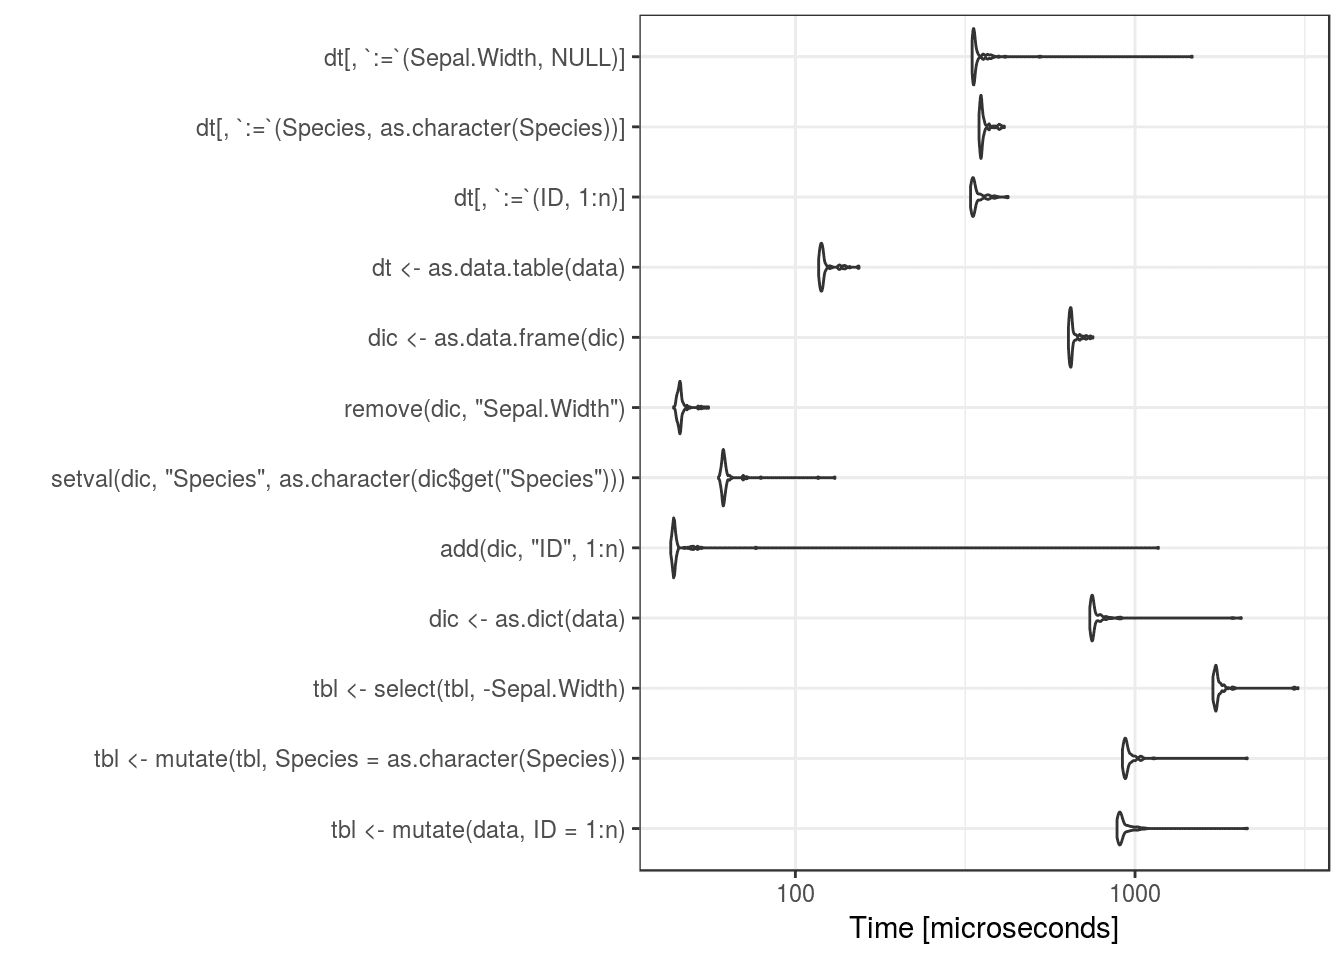 dt[, `:=`(Sepal.Width, NULL)]
dt[, `:=`(Species, as.character(Species))]
dt[, `:=`(ID, 1:n)]
dt <- as.data.table(data)
dic <- as.data.frame(dic)
remove(dic, "Sepal.Width")
setval(dic, "Species", as.character(dic$get("Species")))
add(dic, "ID", 1:n)
dic <- as.dict(data)
tbl <- select(tbl, -Sepal.Width)
tbl <- mutate(tbl, Species = as.character(Species))
tbl <- mutate(data, ID = 1:n)
100 1000
Time [microseconds]